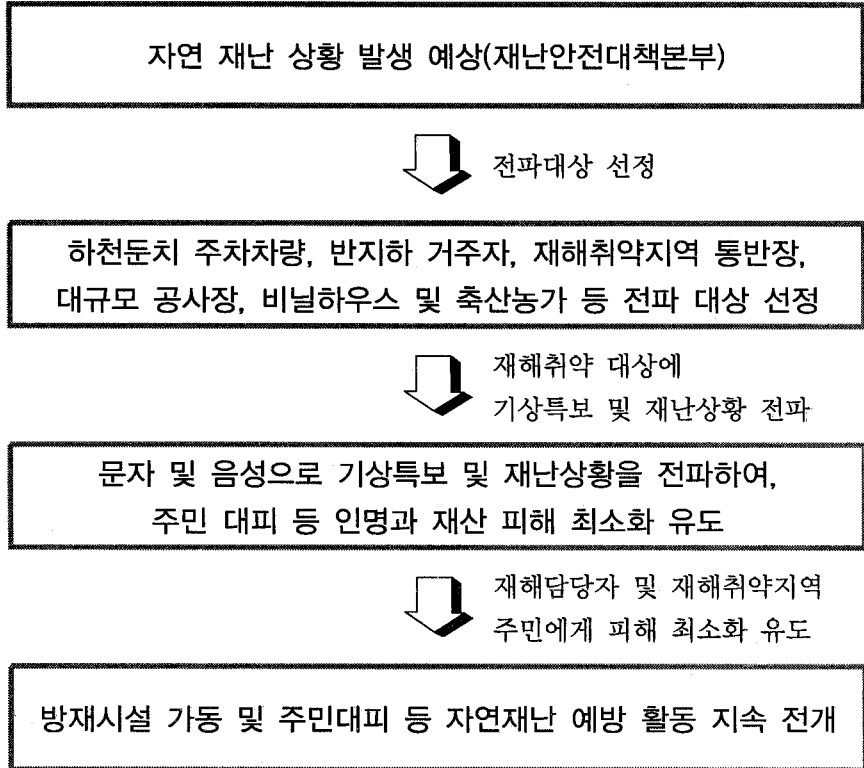 자연 재난 상황 발생 예상(재난안전대책본부)
전파대상 선정
하천둔치 주차차량, 반지하 거주자, 재해취약지역 통반장,
대규모 공사장, 비닐하우스 및 축산농가 등 전파 대상 선정
재해취약 대상에
기상특보 및 재난상황 전파
문자 및 음성으로 기상특보 및 재난상황을 전파하여,
주민 대피 등 인명과 재산 피해 최소화 유도
재해담당자 및 재해취약지역
주민에게 피해 최소화 유도
방재시설 가동 및 주민대피 등 자연재난 예방 활동 지속 전개